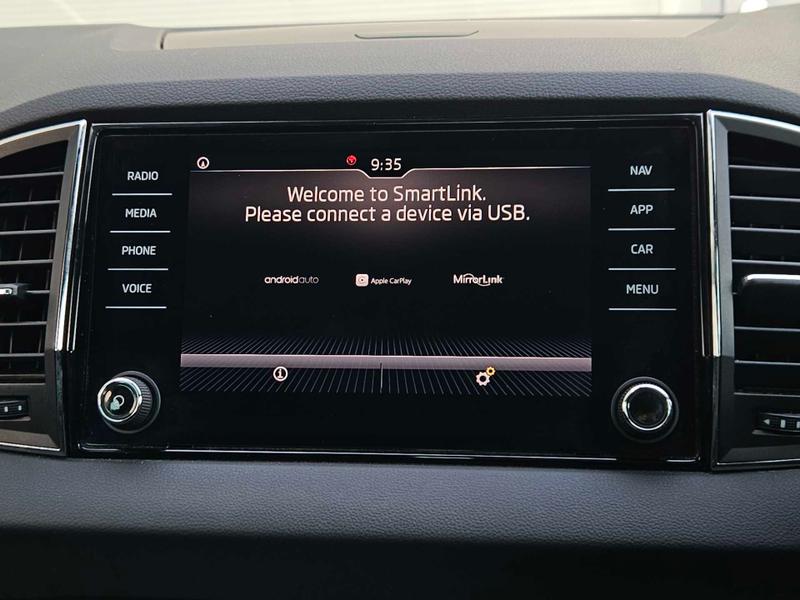 RADIO
MEDIA
PHONE
VOICE
9:35
Welcome to SmartLink.
Please connect a device via USB.
androidauto
Apple CarPlay
MirrorLink
NAV
APP
CAR
MENU